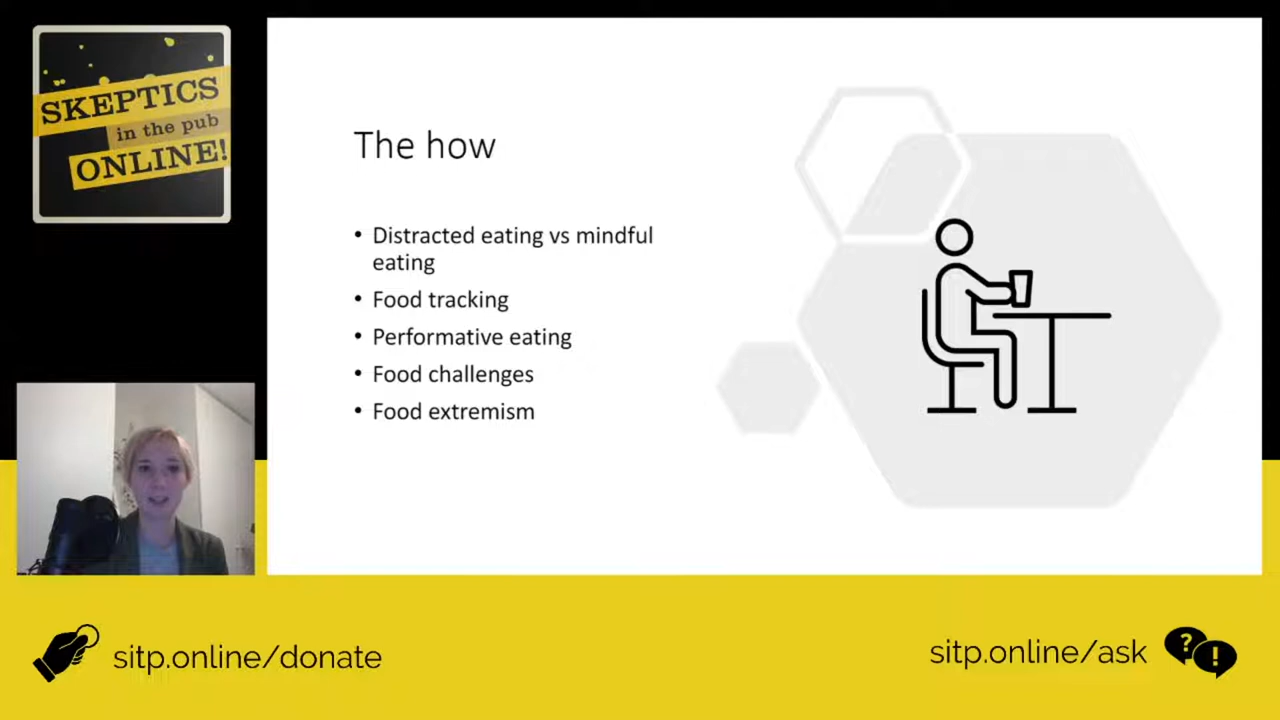 SKEPTICS
in the pub
ONLINE!
The how
• Distracted eating vs mindful
eating
• Food tracking
• Performative eating
• Food challenges
• Food extremism
sitp.online/donate
sitp.online/ask
?
!